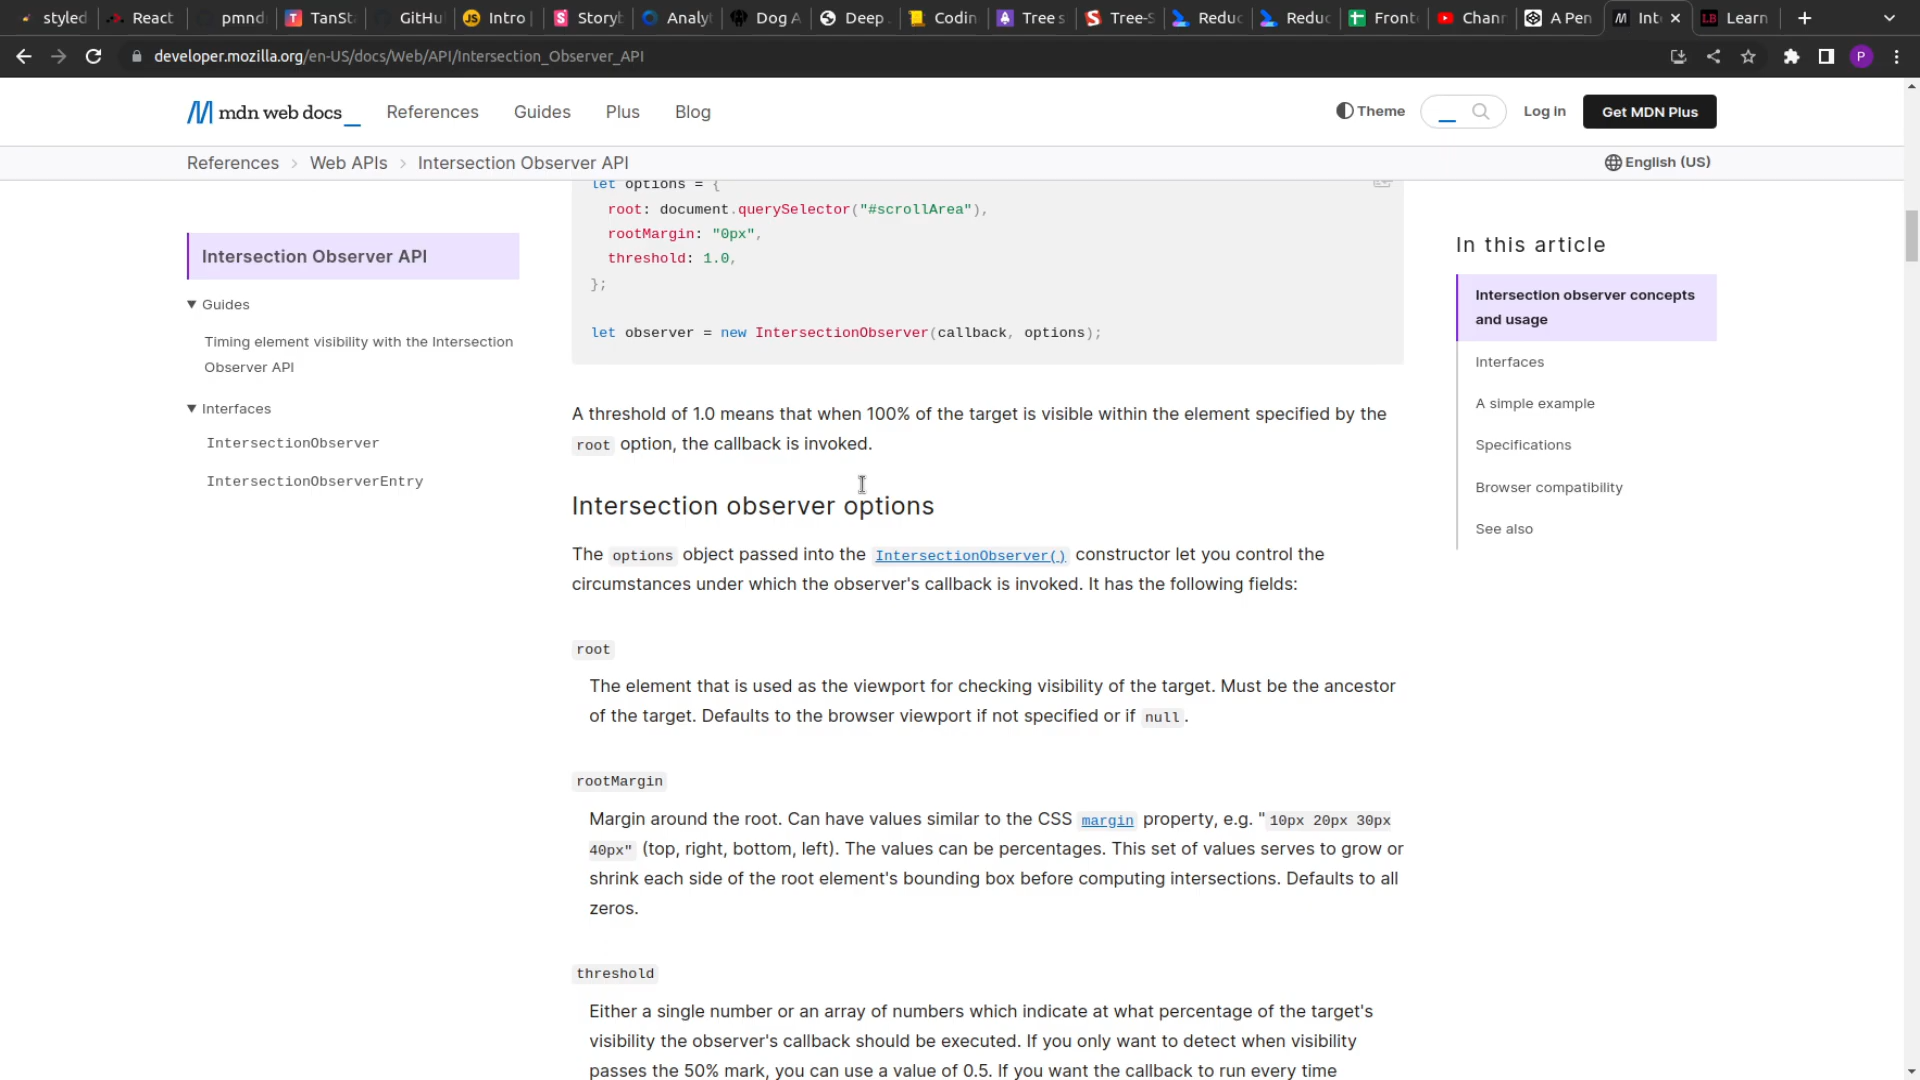 styled
React
pmnd
TanSt
GitHu
Intro
Storyb
Analyt
Dog A
Deep
Codin
Tree s
Tree-S
Reduc
Reduc
Front
Chann
A Pen
Int
Learn
developer.mozilla.org/en-US/docs/Web/API/Intersection_Observer_API
P
mdn web docs_
References
Guides
Plus
Blog
Theme
Log in
Get MDN Plus
References > Web APIs > Intersection Observer API
English (US)
Intersection Observer API
Guides
Timing element visibility with the Intersection
Observer API
Interfaces
IntersectionObserver
IntersectionObserverEntry
let options = {
root: document.querySelector("#scrollArea"),
rootMargin: "0px",
threshold: 1.0,
};
let observer = new IntersectionObserver(callback, options);
A threshold of 1.0 means that when 100% of the target is visible within the element specified by the
root option, the callback is invoked.
Intersection observer options
The options object passed into the IntersectionObserver() constructor let you control the
circumstances under which the observer's callback is invoked. It has the following fields:
root
The element that is used as the viewport for checking visibility of the target. Must be the ancestor
of the target. Defaults to the browser viewport if not specified or if null.
rootMargin
Margin around the root. Can have values similar to the CSS margin property, e.g. "10px 20px 30px
40px" (top, right, bottom, left). The values can be percentages. This set of values serves to grow or
shrink each side of the root element's bounding box before computing intersections. Defaults to all
zeros.
threshold
Either a single number or an array of numbers which indicate at what percentage of the target's
visibility the observer's callback should be executed. If you only want to detect when visibility
passes the 50% mark, you can use a value of 0.5. If you want the callback to run every time
In this article
Intersection observer concepts
and usage
Interfaces
A simple example
Specifications
Browser compatibility
See also